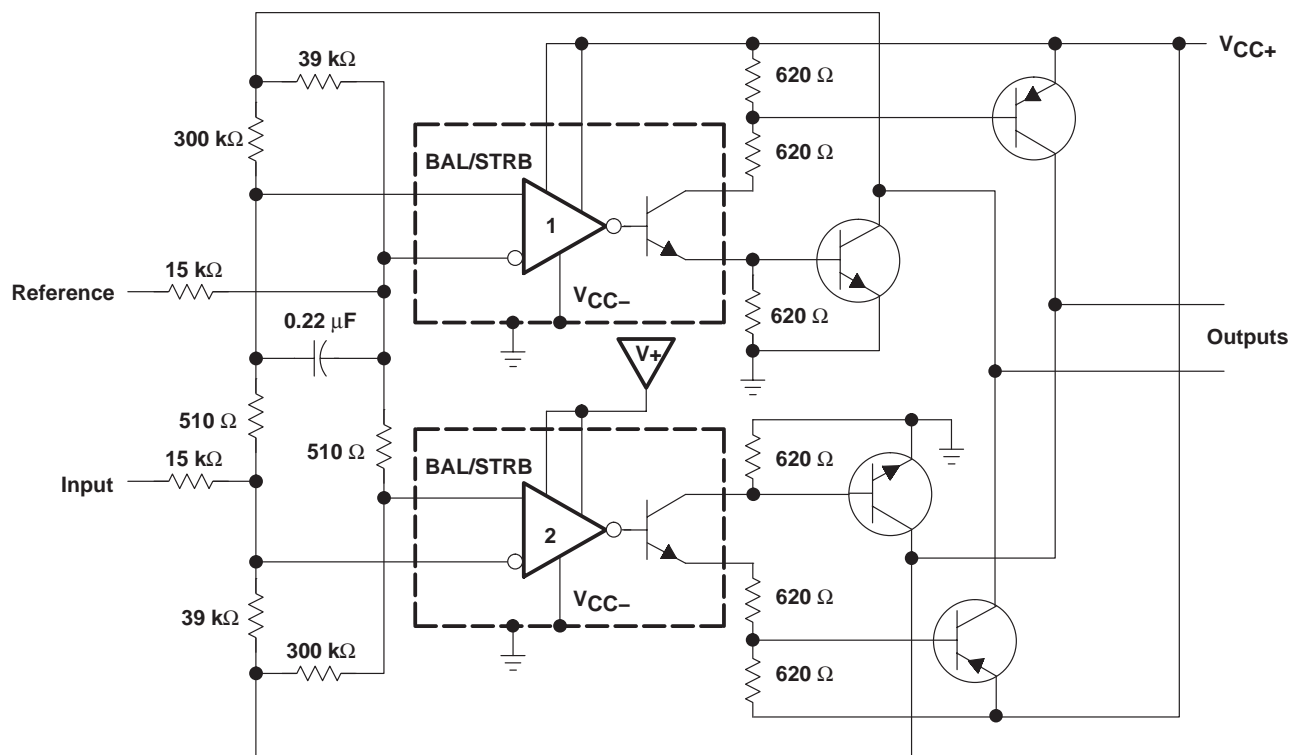 VCC+
39 kΩ
620 Ω
300 kΩ
620 Ω
BAL/STRB
1
15 kΩ
Reference
VCC−
620 Ω
0.22 μF
Outputs
V+
510 Ω
510 Ω
15 kΩ
Input
BAL/STRB
620 Ω
2
VCC−
620 Ω
39 kΩ
300 kΩ
620 Ω